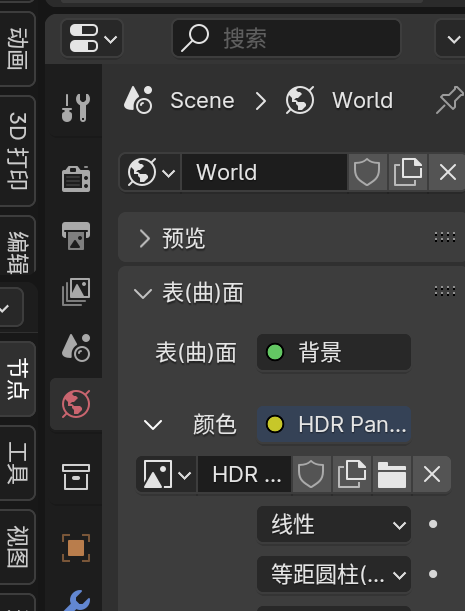 动画
3D 打印
编辑
节点
工具
视图
搜索
Scene
World
World
预览
表(曲)面
表(曲)面
背景
颜色
HDR Pan...
HDR ...
线性
等距圆柱(...